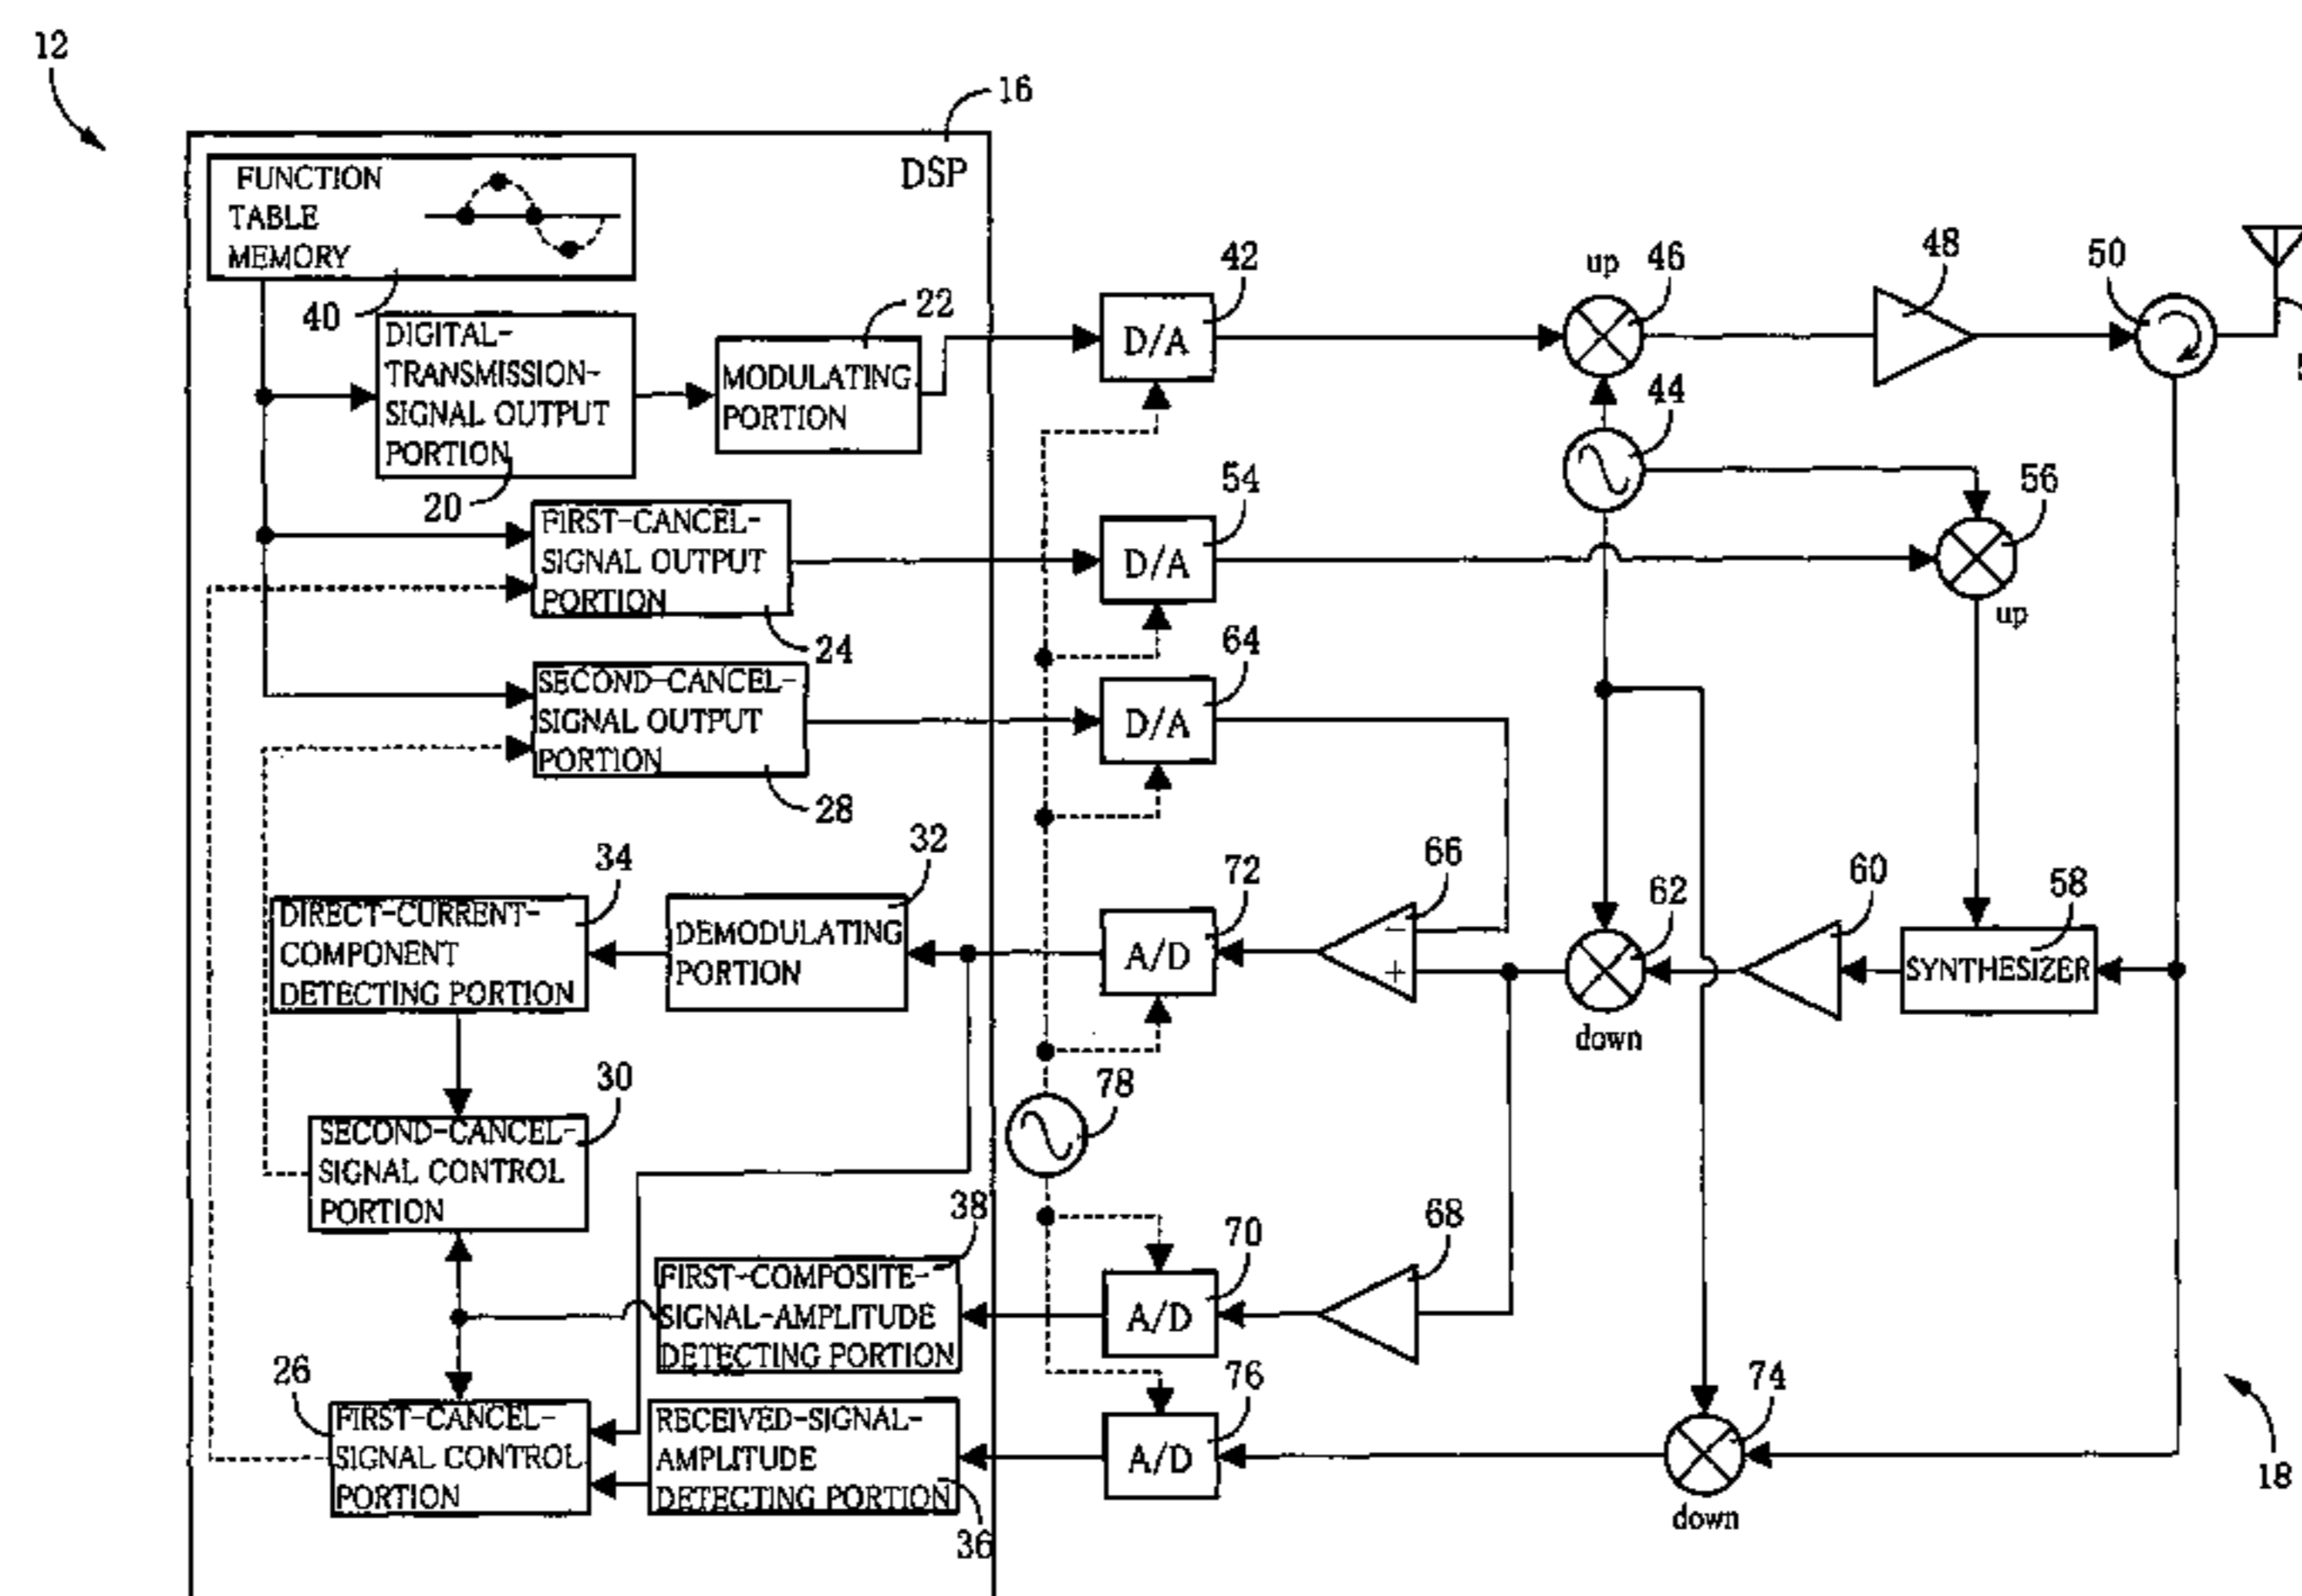 12
16
DSP
FUNCTION
TABLE
MEMORY
40
DIGITAL-
TRANSMISSION-
SIGNAL OUTPUT
PORTION
20
22
MODULATING
PORTION
42
D/A
up
46
48
50
44
FIRST-CANCEL-
SIGNAL OUTPUT
PORTION
24
54
D/A
56
up
SECOND-CANCEL-
SIGNAL OUTPUT
PORTION
28
64
D/A
34
DIRECT-CURRENT-
COMPONENT
DETECTING PORTION
32
DEMODULATING
PORTION
72
A/D
66
-
+
62
down
60
58
SYNTHESIZER
30
SECOND-CANCEL-
SIGNAL CONTROL
PORTION
78
38
FIRST-COMPOSITE-
SIGNAL-AMPLITUDE
DETECTING PORTION
70
A/D
68
26
FIRST-CANCEL-
SIGNAL CONTROL
PORTION
RECEIVED-SIGNAL-
AMPLITUDE
DETECTING PORTION
36
76
A/D
74
down
18